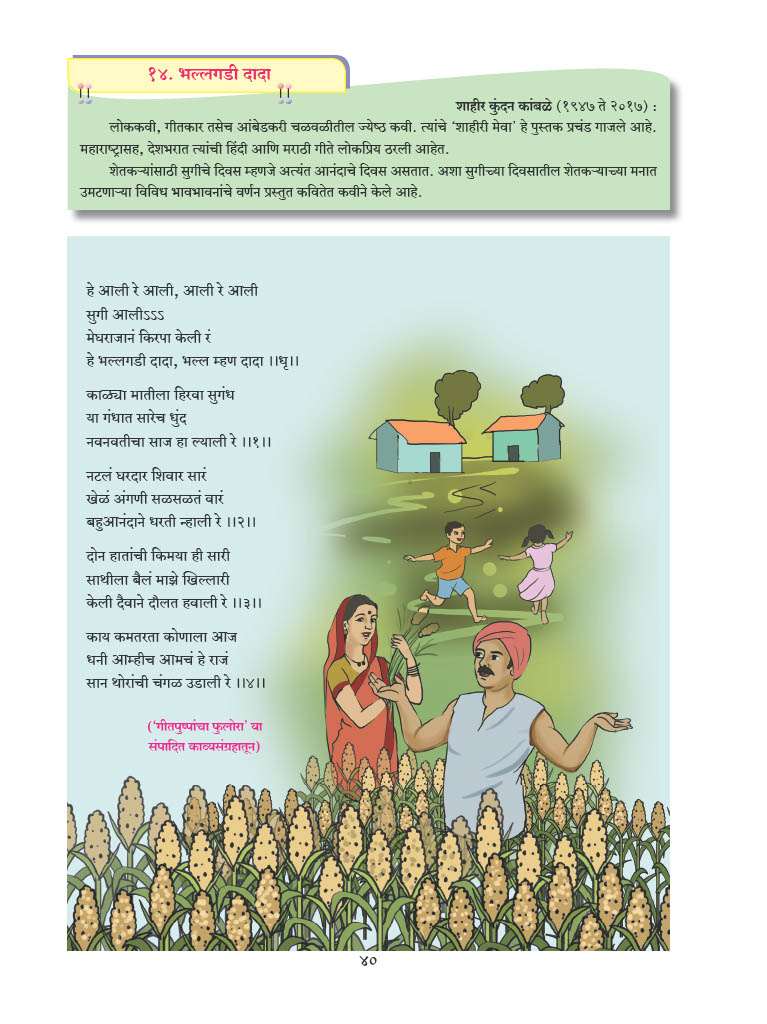 १४. भल्लगडी दादा
शाहीर कुंदन कांबळे (१९४७ ते २०१७) :
लोककवी, गीतकार तसेच आंबेडकरी चळवळीतील ज्येष्ठ कवी. त्यांचे ‘शाहीरी मेवा’ हे पुस्तक प्रचंड गाजले आहे.
महाराष्ट्रासह, देशभरात त्यांची हिंदी आणि मराठी गीते लोकप्रिय ठरली आहेत.
शेतकऱ्यांसाठी सुगीचे दिवस म्हणजे अत्यंत आनंदाचे दिवस असतात. अशा सुगीच्या दिवसातील शेतकऱ्याच्या मनात
उमटणाऱ्या विविध भावभावनांचे वर्णन प्रस्तुत कवितेत कवीने केले आहे.
हे आली रे आली, आली रे आली
सुगी आलीऽऽऽ
मेघराजानं किरपा केली रं
हे भल्लगडी दादा, भल्ल म्हण दादा ।।धृ।।
काळ्या मातीला हिरवा सुगंध
या गंधात सारेच धुंद
नवनवतीचा साज हा ल्याली रे ।।१।।
नटलं घरदार शिवार सारं
खेळं अंगणी सळसळतं वारं
बहुआनंदाने धरती न्हाली रे ।।२।।
दोन हातांची किमया ही सारी
साथीला बैलं माझे खिल्लारी
केली दैवाने दौलत हवाली रे ।।३।।
काय कमतरता कोणाला आज
धनी आम्हीच आमचं हे राजं
सान थोरांची चंगळ उडाली रे ।।४।।
(‘गीतपुष्पांचा फुलोरा’ या
संपादित काव्यसंग्रहातून)
४०